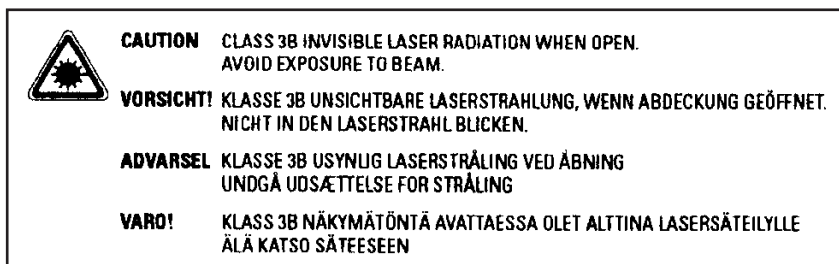 CAUTION CLASS 3B INVISIBLE LASER RADIATION WHEN OPEN.
AVOID EXPOSURE TO BEAM.
VORSICHT! KLASSE 3B UNSICHTBARE LASERSTRAHLUNG, WENN ABDECKUNG GEÖFFNET.
NICHT IN DEN LASERSTRAHL BLICKEN.
ADVARSEL KLASSE 3B USYNLIG LASERSTRÅLING VED ÅBNING
UNDGÅ UDSÆTTELSE FOR STRÅLING
VARO! KLASS 3B NÄKYMÄTÖNTÄ AVATTAESSA OLET ALTTINA LASERSÄTEILYLLE
ÄLÄ KATSO SÄTEESEEN